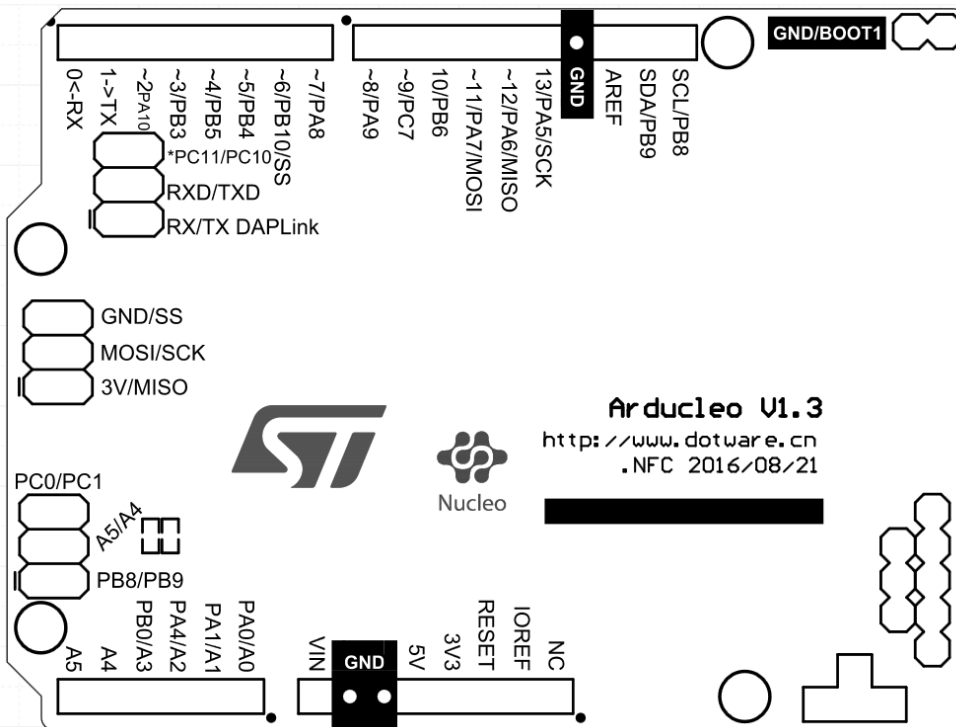 GND/BOOT1
0<-RX
1->TX
~2PA10
~3/PB3
~4/PB5
~5/PB4
~6/PB10/SS
~7/PA8
~8/PA9
~9/PC7
10/PB6
~11/PA7/MOSI
~12/PA6/MISO
13/PA5/SCK
GND
AREF
SDA/PB9
SCL/PB8
*PC11/PC10
RXD/TXD
RX/TX DAPLink
GND/SS
MOSI/SCK
3V/MISO
ST
Nucleo
Arducleo V1.3
http://www.dotware.cn
.NFC 2016/08/21
PC0/PC1
A5/A4
PB8/PB9
A5
A4
PB0/A3
PA4/A2
PA1/A1
PA0/A0
VIN
GND
5V
3V3
RESET
IOREF
NC